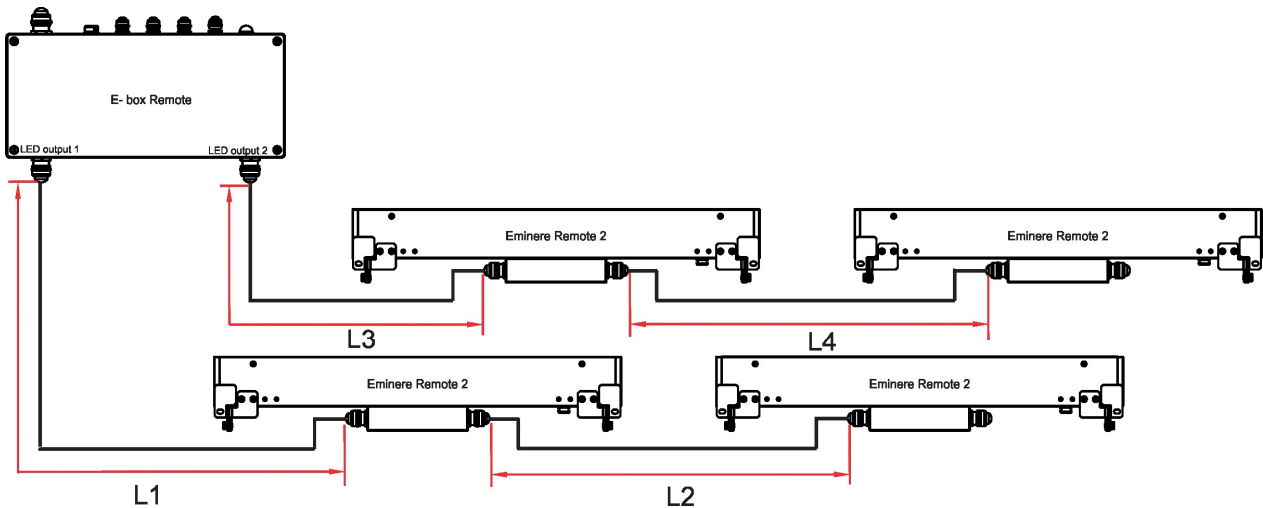 E- box Remote
LED output 1
LED output 2
Eminere Remote 2
Eminere Remote 2
L3
L4
Eminere Remote 2
Eminere Remote 2
L1
L2